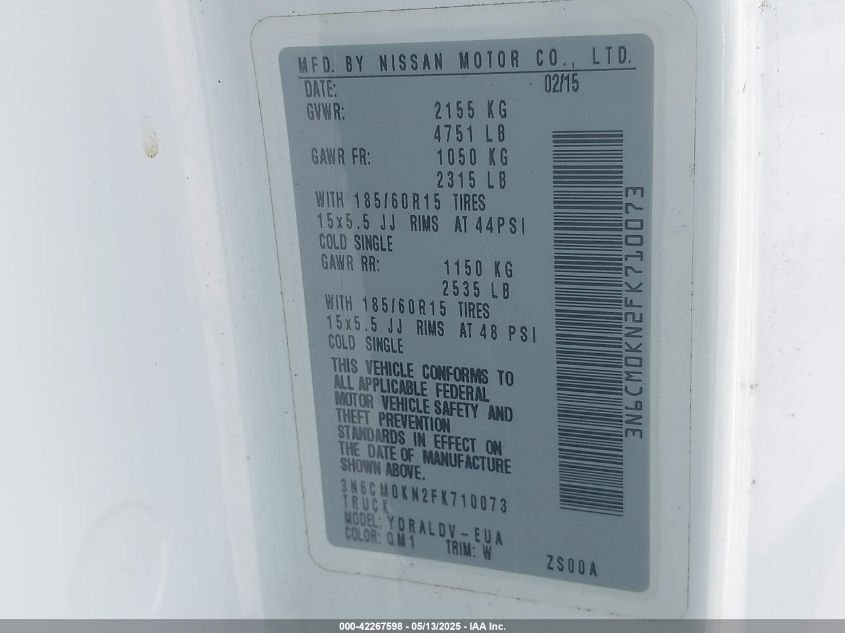 MFD. BY NISSAN MOTOR CO., LTD.
DATE: 02/15
GVWR: 2155 KG
4751 LB
GAWR FR: 1050 KG
2315 LB
WITH 185/60R15 TIRES
15x5.5 JJ RIMS AT 44PSI
COLD SINGLE
GAWR RR: 1150 KG
2535 LB
WITH 185/60R15 TIRES
15x5.5 JJ RIMS AT 48 PSI
COLD SINGLE
THIS VEHICLE CONFORMS TO
ALL APPLICABLE FEDERAL
MOTOR VEHICLE SAFETY AND
THEFT PREVENTION
STANDARDS IN EFFECT ON
THE DATE OF MANUFACTURE
SHOWN ABOVE.
3N6CM0KN2FK710073
TRUCK
MODEL: YDRALDV-EUA
COLOR: QM1 TRIM: W
ZS00A
3N6CM0KN2FK710073
000-42267598 - 05/13/2025 - IAA Inc.